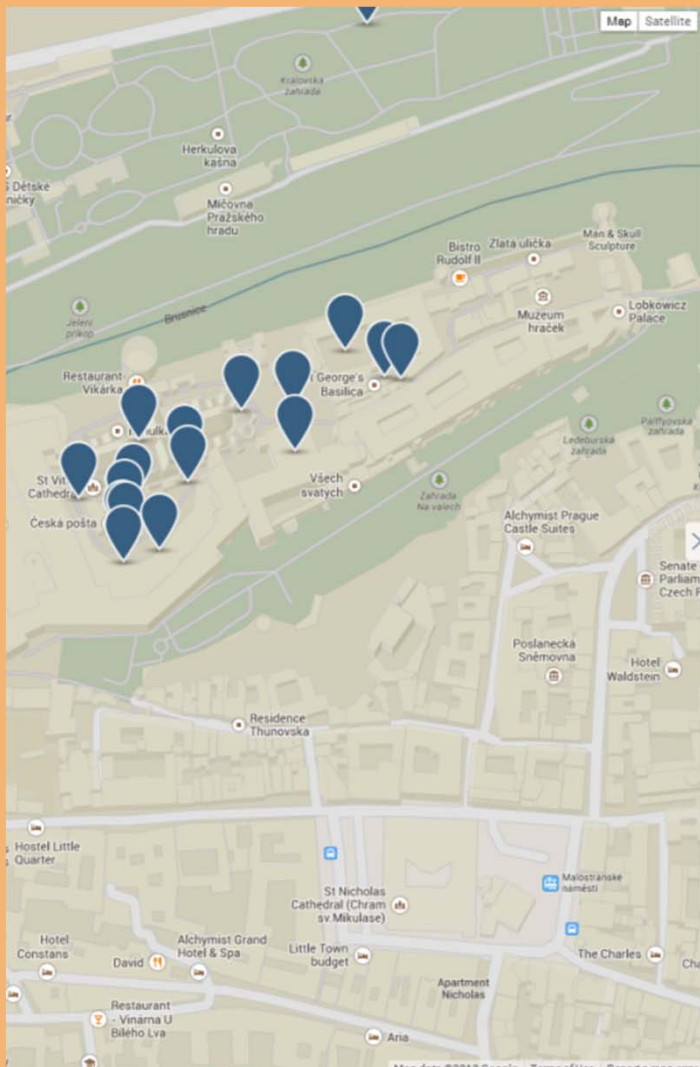 Map Satellite
Královská
zahrada
Herkulova
kašna
Dětské
Míčovna
Pražského
hradu
Man & Skull
Sculpture
Bistro
Rudolf II
Zlatá ulička
Brusnice
Jelení
příkop
Muzeum
hraček
Lobkowicz
Palace
Restaurant
Vikárka
George's
Basilica
Ledeburská
zahrada
Pálffyovská
zahrada
St Vit
Cathedral
Všech
svatých
Zahrada
Na valech
Česká pošta
Alchymist Prague
Castle Suites
Senate
Parliam
Czech
Poslanecká
Sněmovna
Hotel
Waldstein
Residence
Thunovska
Hostel Little
Quarter
Malostranské
náměstí
St Nicholas
Cathedral (Chram
sv.Mikulase)
Hotel
Constans
Alchymist Grand
Hotel & Spa
David
Little Town
budget
The Charles
Apartment
Nicholas
Restaurant
- Vinárna U
Bílého Lva
Aria